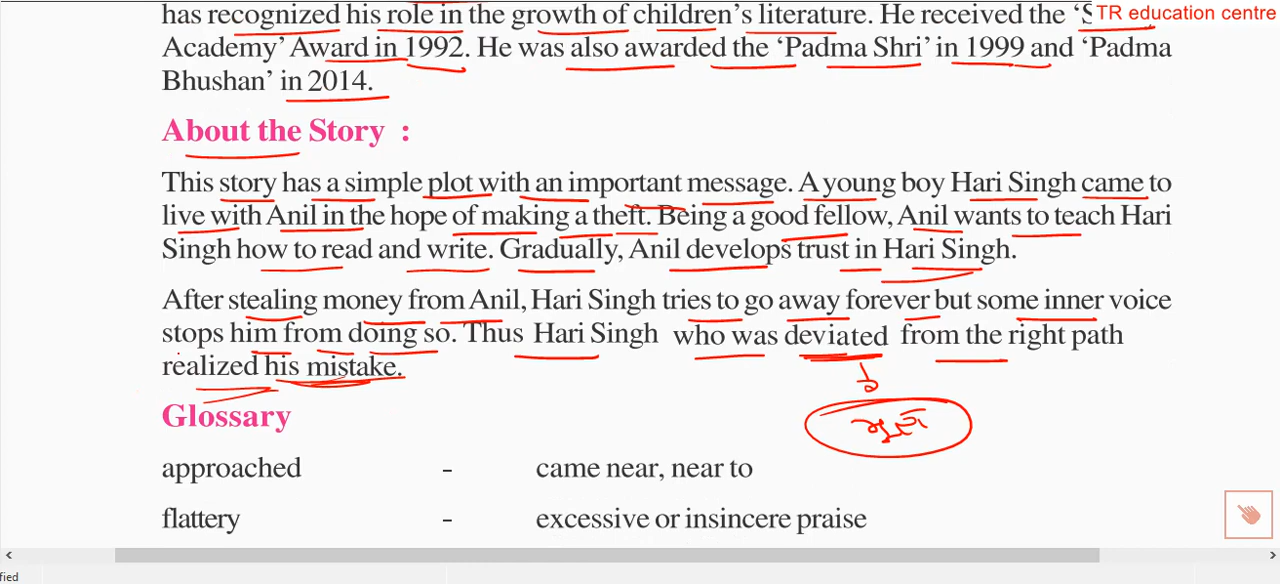 has recognized his role in the growth of children's literature. He received the 'S
TR education centre
Academy' Award in 1992. He was also awarded the 'Padma Shri' in 1999 and 'Padma
Bhushan' in 2014.
About the Story :
This story has a simple plot with an important message. A young boy Hari Singh came to
live with Anil in the hope of making a theft. Being a good fellow, Anil wants to teach Hari
Singh how to read and write. Gradually, Anil develops trust in Hari Singh.
After stealing money from Anil, Hari Singh tries to go away forever but some inner voice
stops him from doing so. Thus Hari Singh who was deviated from the right path
realized his mistake.
Glossary
approached - came near, near to
flattery - excessive or insincere praise
fied